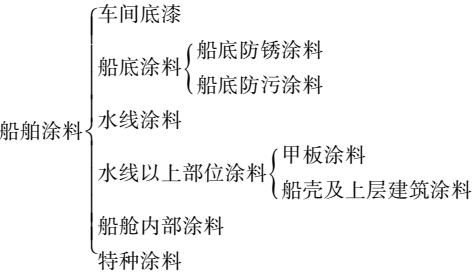 车间底漆
船底涂料
船底防锈涂料
船底防污涂料
船舶涂料
水线涂料
水线以上部位涂料
甲板涂料
船壳及上层建筑涂料
船舱内部涂料
特种涂料